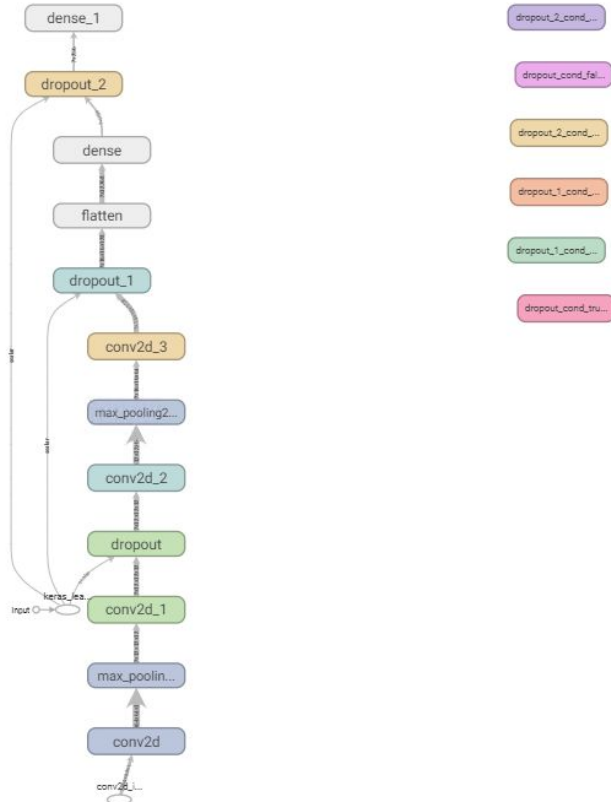 dense_1
dropout_2
dense
flatten
dropout_1
conv2d_3
max_pooling2...
conv2d_2
dropout
keras_lea...
Input
conv2d_1
max_poolin...
conv2d
conv2d_i...
dropout_2_cond_...
dropout_cond_fal...
dropout_2_cond_...
dropout_1_cond_...
dropout_1_cond_...
dropout_cond_tru...